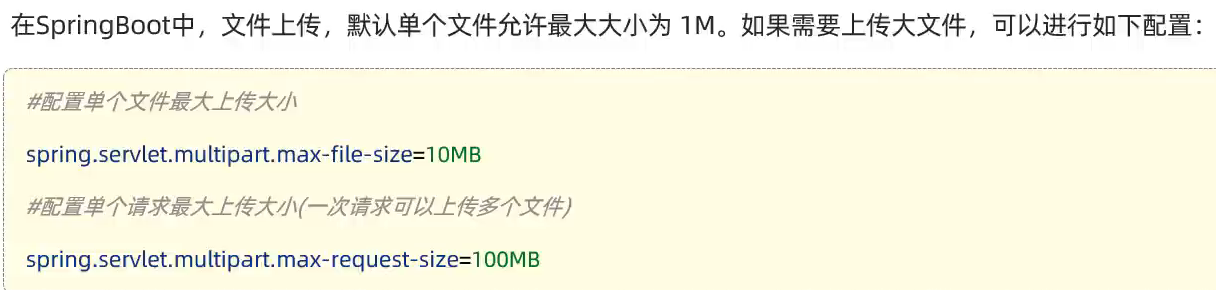 在SpringBoot中，文件上传，默认单个文件允许最大大小为 1M。如果需要上传大文件，可以进行如下配置：
#配置单个文件最大上传大小
spring.servlet.multipart.max-file-size=10MB
#配置单个请求最大上传大小(一次请求可以上传多个文件)
spring.servlet.multipart.max-request-size=100MB